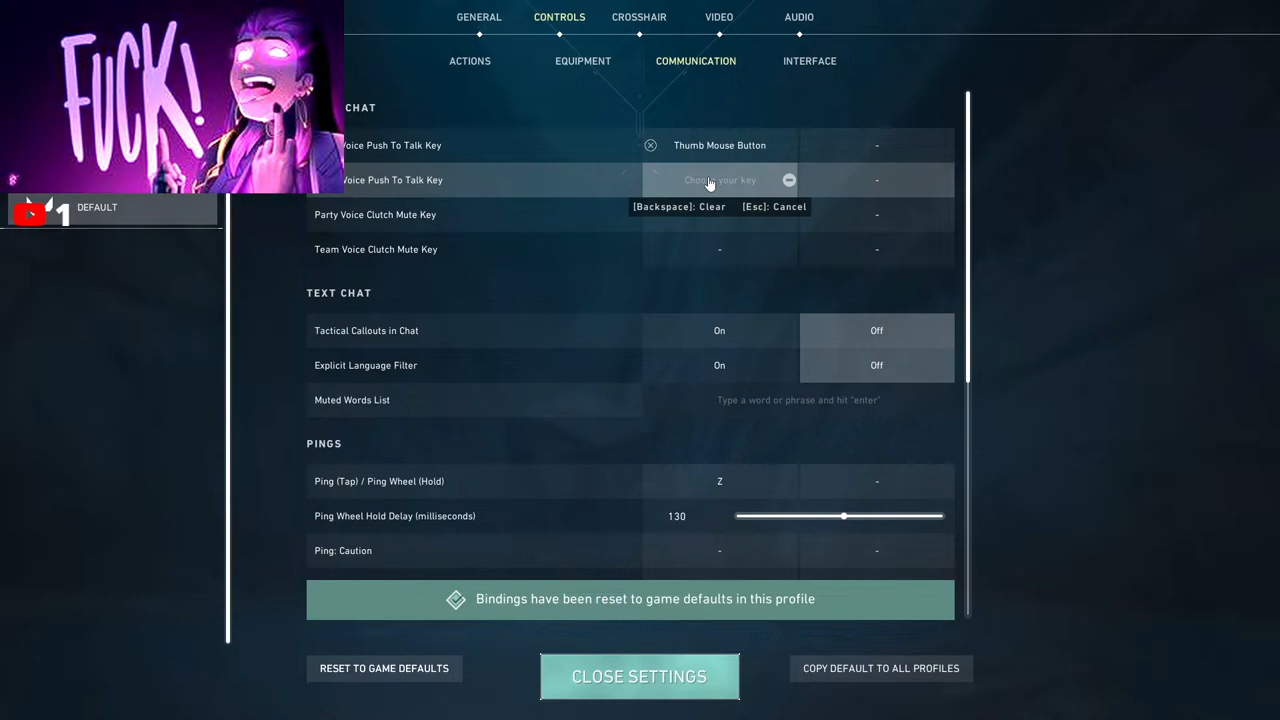 FUCK!
GENERAL CONTROLS CROSSHAIR VIDEO AUDIO
ACTIONS EQUIPMENT COMMUNICATION INTERFACE
CHAT
Voice Push To Talk Key Thumb Mouse Button -
Voice Push To Talk Key Choose your key -
1 DEFAULT
[Backspace]: Clear [Esc]: Cancel
Party Voice Clutch Mute Key -
Team Voice Clutch Mute Key - -
TEXT CHAT
Tactical Callouts in Chat On Off
Explicit Language Filter On Off
Muted Words List Type a word or phrase and hit "enter"
PINGS
Ping (Tap) / Ping Wheel (Hold) Z -
Ping Wheel Hold Delay (milliseconds) 130
Ping: Caution - -
Bindings have been reset to game defaults in this profile
RESET TO GAME DEFAULTS CLOSE SETTINGS COPY DEFAULT TO ALL PROFILES